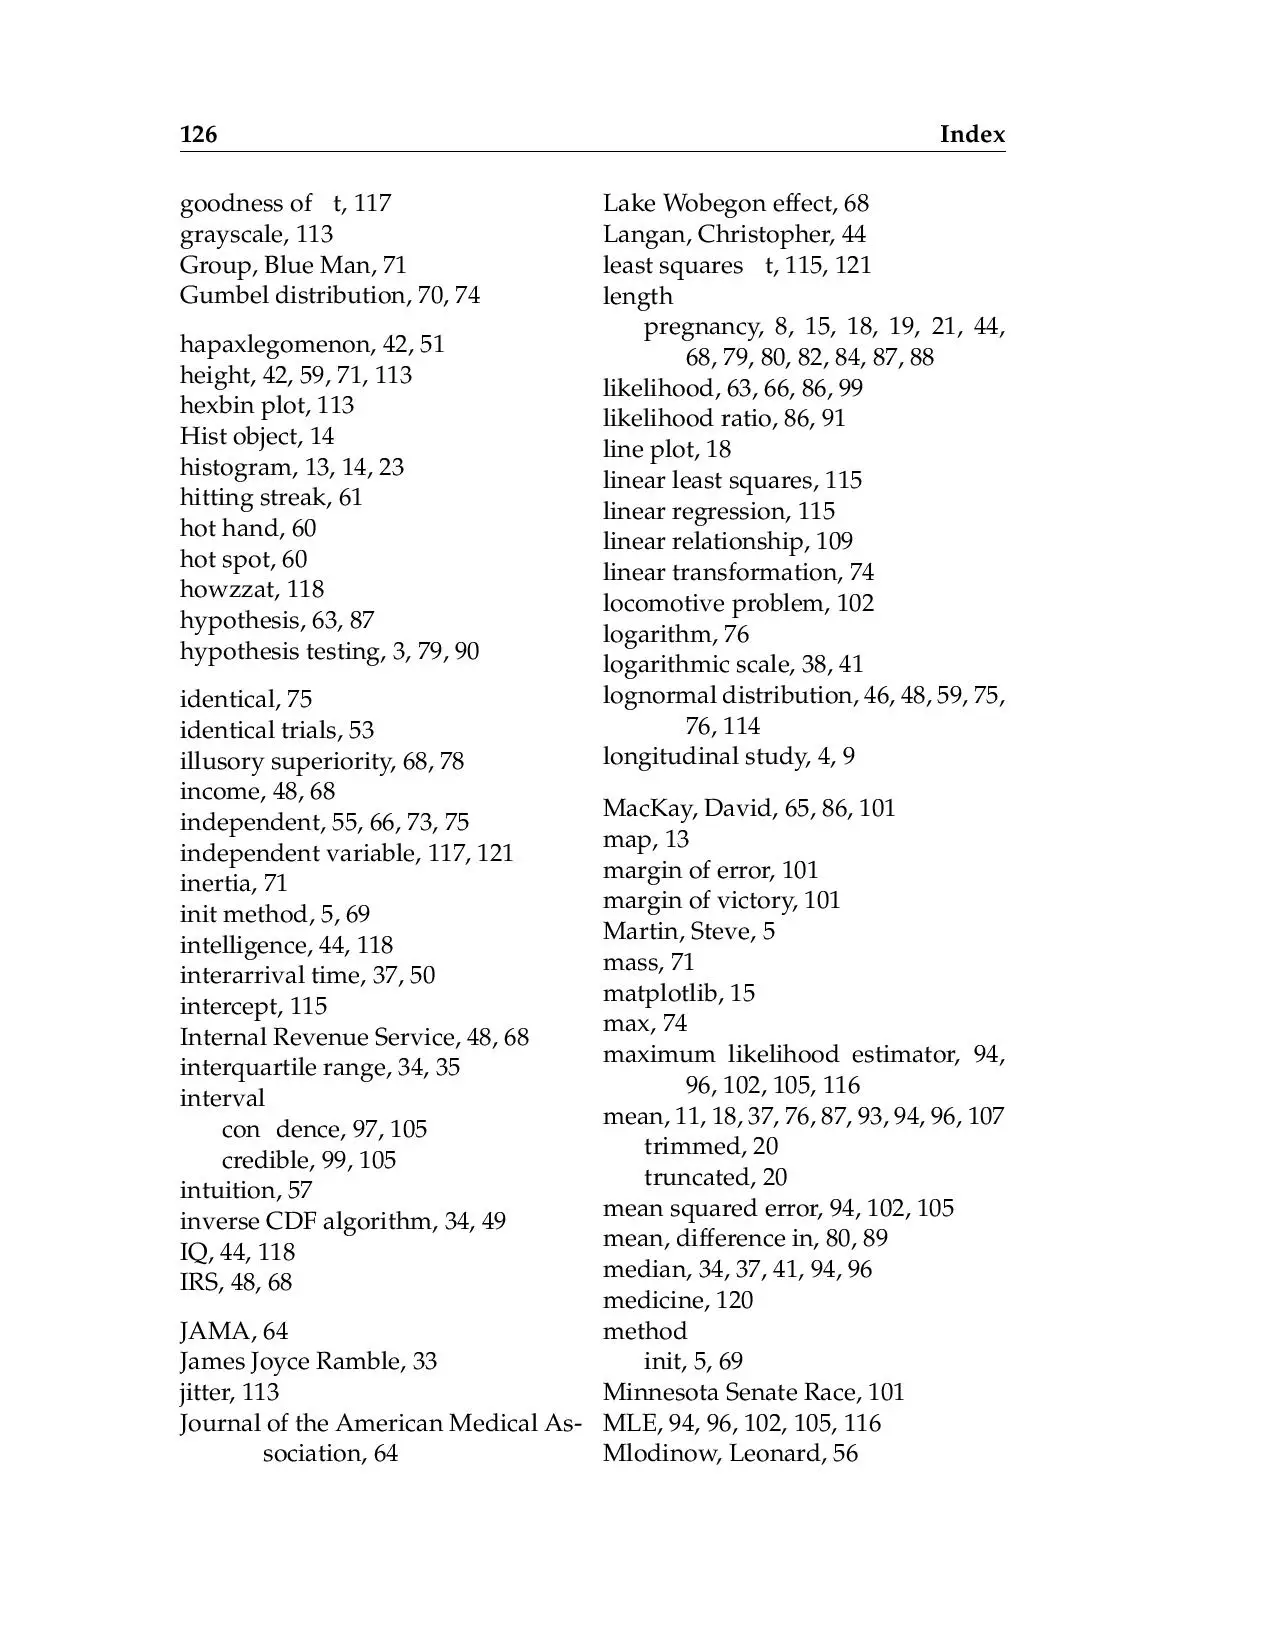 126 Index
goodness of t, 117
grayscale, 113
Group, Blue Man, 71
Gumbel distribution, 70, 74
hapaxlegomenon, 42, 51
height, 42, 59, 71, 113
hexbin plot, 113
Hist object, 14
histogram, 13, 14, 23
hitting streak, 61
hot hand, 60
hot spot, 60
howzzat, 118
hypothesis, 63, 87
hypothesis testing, 3, 79, 90
identical, 75
identical trials, 53
illusory superiority, 68, 78
income, 48, 68
independent, 55, 66, 73, 75
independent variable, 117, 121
inertia, 71
init method, 5, 69
intelligence, 44, 118
interarrival time, 37, 50
intercept, 115
Internal Revenue Service, 48, 68
interquartile range, 34, 35
interval
con dence, 97, 105
credible, 99, 105
intuition, 57
inverse CDF algorithm, 34, 49
IQ, 44, 118
IRS, 48, 68
JAMA, 64
James Joyce Ramble, 33
jitter, 113
Journal of the American Medical As-
sociation, 64
Lake Wobegon effect, 68
Langan, Christopher, 44
least squares t, 115, 121
length
pregnancy, 8, 15, 18, 19, 21, 44,
68, 79, 80, 82, 84, 87, 88
likelihood, 63, 66, 86, 99
likelihood ratio, 86, 91
line plot, 18
linear least squares, 115
linear regression, 115
linear relationship, 109
linear transformation, 74
locomotive problem, 102
logarithm, 76
logarithmic scale, 38, 41
lognormal distribution, 46, 48, 59, 75,
76, 114
longitudinal study, 4, 9
MacKay, David, 65, 86, 101
map, 13
margin of error, 101
margin of victory, 101
Martin, Steve, 5
mass, 71
matplotlib, 15
max, 74
maximum likelihood estimator, 94,
96, 102, 105, 116
mean, 11, 18, 37, 76, 87, 93, 94, 96, 107
trimmed, 20
truncated, 20
mean squared error, 94, 102, 105
mean, difference in, 80, 89
median, 34, 37, 41, 94, 96
medicine, 120
method
init, 5, 69
Minnesota Senate Race, 101
MLE, 94, 96, 102, 105, 116
Mlodinow, Leonard, 56